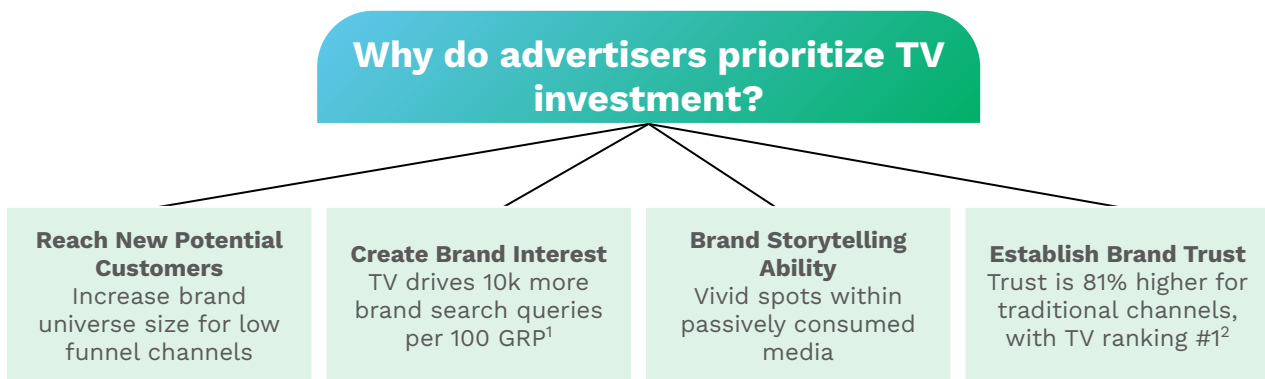 Why do advertisers prioritize TV
investment?
Reach New Potential
Customers
Increase brand
universe size for low
funnel channels
Create Brand Interest
TV drives 10k more
brand search queries
per 100 GRP¹
Brand Storytelling
Ability
Vivid spots within
passively consumed
media
Establish Brand Trust
Trust is 81% higher for
traditional channels,
with TV ranking #1²